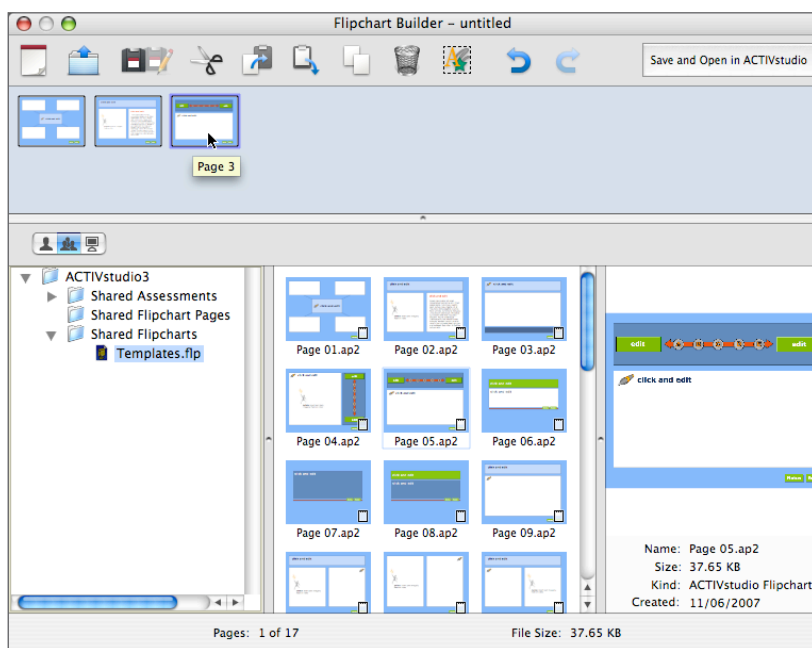 Flipchart Builder – untitled
Save and Open in ACTIVstudio
Page 3
ACTIVstudio3
Shared Assessments
Shared Flipchart Pages
Shared Flipcharts
Templates.flp
Page 01.ap2
Page 02.ap2
Page 03.ap2
Page 04.ap2
Page 05.ap2
Page 06.ap2
Page 07.ap2
Page 08.ap2
Page 09.ap2
edit
edit
click and edit
Name: Page 05.ap2
Size: 37.65 KB
Kind: ACTIVstudio Flipchart
Created: 11/06/2007
Pages: 1 of 17
File Size: 37.65 KB